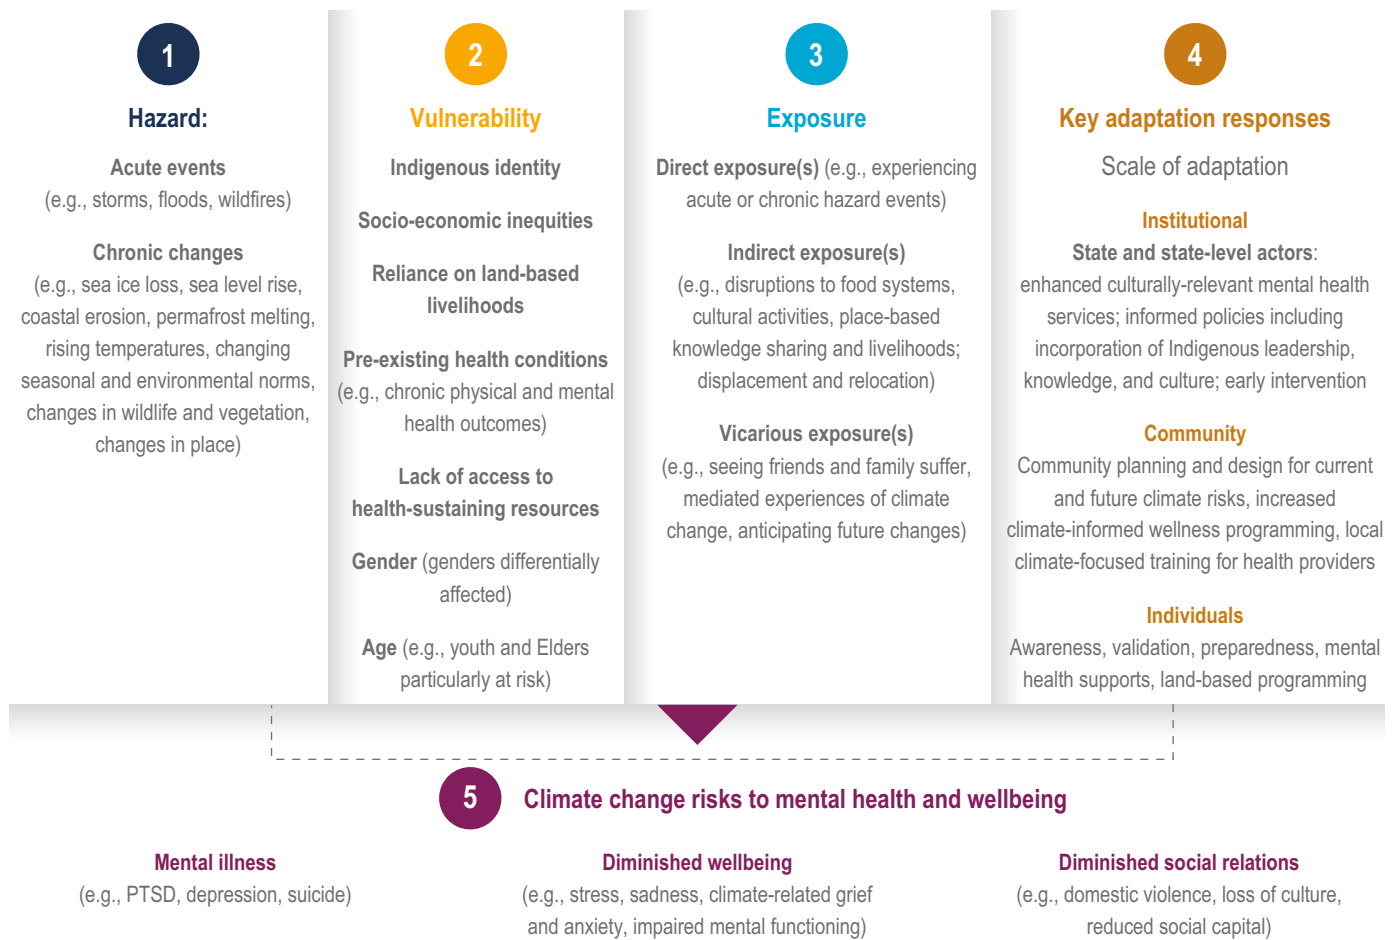 1
Hazard:
Acute events
(e.g., storms, floods, wildfires)
Chronic changes
(e.g., sea ice loss, sea level rise,
coastal erosion, permafrost melting,
rising temperatures, changing
seasonal and environmental norms,
changes in wildlife and vegetation,
changes in place)
2
Vulnerability
Indigenous identity
Socio-economic inequities
Reliance on land-based
livelihoods
Pre-existing health conditions
(e.g., chronic physical and mental
health outcomes)
Lack of access to
health-sustaining resources
Gender (genders differentially
affected)
Age (e.g., youth and Elders
particularly at risk)
3
Exposure
Direct exposure(s) (e.g., experiencing
acute or chronic hazard events)
Indirect exposure(s)
(e.g., disruptions to food systems,
cultural activities, place-based
knowledge sharing and livelihoods;
displacement and relocation)
Vicarious exposure(s)
(e.g., seeing friends and family suffer,
mediated experiences of climate
change, anticipating future changes)
4
Key adaptation responses
Scale of adaptation
Institutional
State and state-level actors:
enhanced culturally-relevant mental health
services; informed policies including
incorporation of Indigenous leadership,
knowledge, and culture; early intervention
Community
Community planning and design for current
and future climate risks, increased
climate-informed wellness programming, local
climate-focused training for health providers
Individuals
Awareness, validation, preparedness, mental
health supports, land-based programming
5
Climate change risks to mental health and wellbeing
Mental illness
(e.g., PTSD, depression, suicide)
Diminished wellbeing
(e.g., stress, sadness, climate-related grief
and anxiety, impaired mental functioning)
Diminished social relations
(e.g., domestic violence, loss of culture,
reduced social capital)